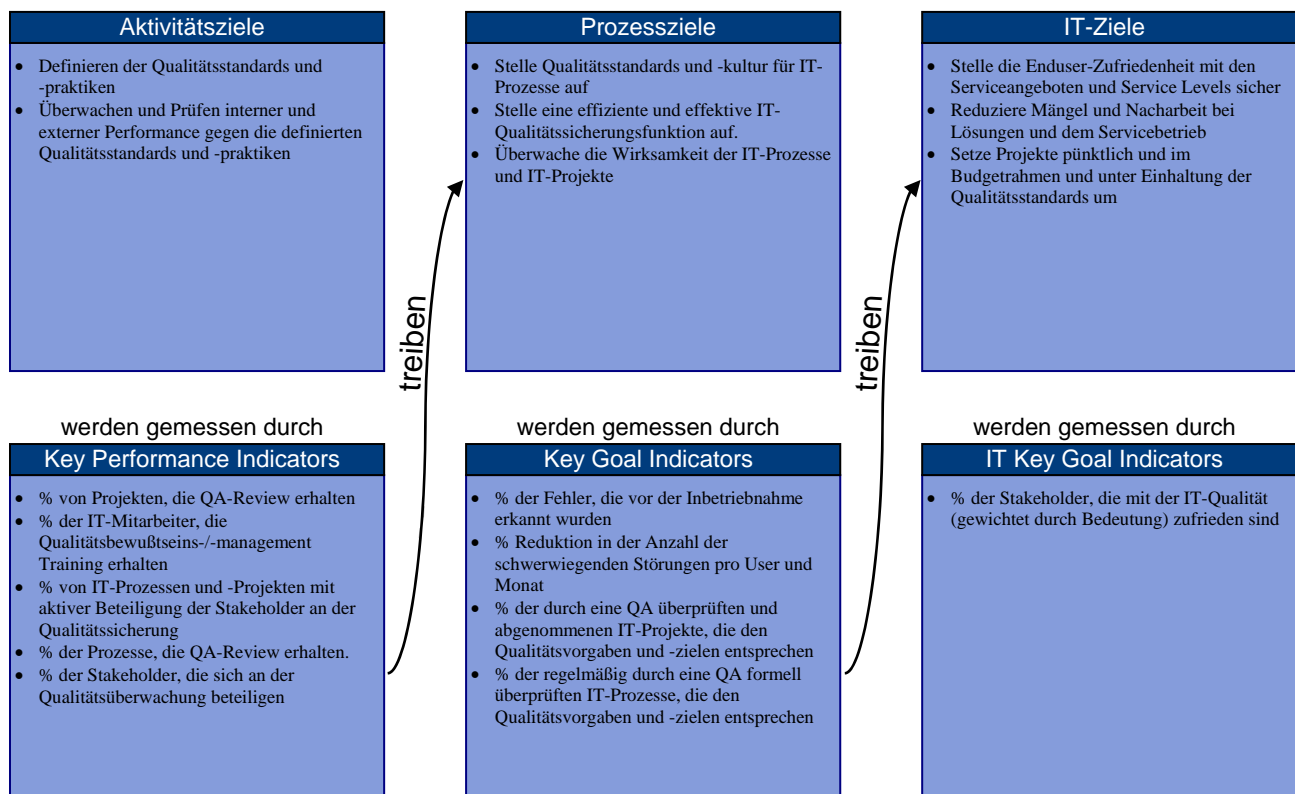 Aktivitätsziele
• Definieren der Qualitätsstandards und
-praktiken
• Überwachen und Prüfen interner und
externer Performance gegen die definierten
Qualitätsstandards und -praktiken
Prozessziele
• Stelle Qualitätsstandards und -kultur für IT-
Prozesse auf
• Stelle eine effiziente und effektive IT-
Qualitätssicherungsfunktion auf.
• Überwache die Wirksamkeit der IT-Prozesse
und IT-Projekte
IT-Ziele
• Stelle die Enduser-Zufriedenheit mit den
Serviceangeboten und Service Levels sicher
• Reduziere Mängel und Nacharbeit bei
Lösungen und dem Servicebetrieb
• Setze Projekte pünktlich und im
Budgetrahmen und unter Einhaltung der
Qualitätsstandards um
treiben
treiben
werden gemessen durch
Key Performance Indicators
• % von Projekten, die QA-Review erhalten
• % der IT-Mitarbeiter, die
Qualitätsbewußtseins-/-management
Training erhalten
• % von IT-Prozessen und -Projekten mit
aktiver Beteiligung der Stakeholder an der
Qualitätssicherung
• % der Prozesse, die QA-Review erhalten.
• % der Stakeholder, die sich an der
Qualitätsüberwachung beteiligen
werden gemessen durch
Key Goal Indicators
• % der Fehler, die vor der Inbetriebnahme
erkannt wurden
• % Reduktion in der Anzahl der
schwerwiegenden Störungen pro User und
Monat
• % der durch eine QA überprüften und
abgenommenen IT-Projekte, die den
Qualitätsvorgaben und -zielen entsprechen
• % der regelmäßig durch eine QA formell
überprüften IT-Prozesse, die den
Qualitätsvorgaben und -zielen entsprechen
werden gemessen durch
IT Key Goal Indicators
• % der Stakeholder, die mit der IT-Qualität
(gewichtet durch Bedeutung) zufrieden sind